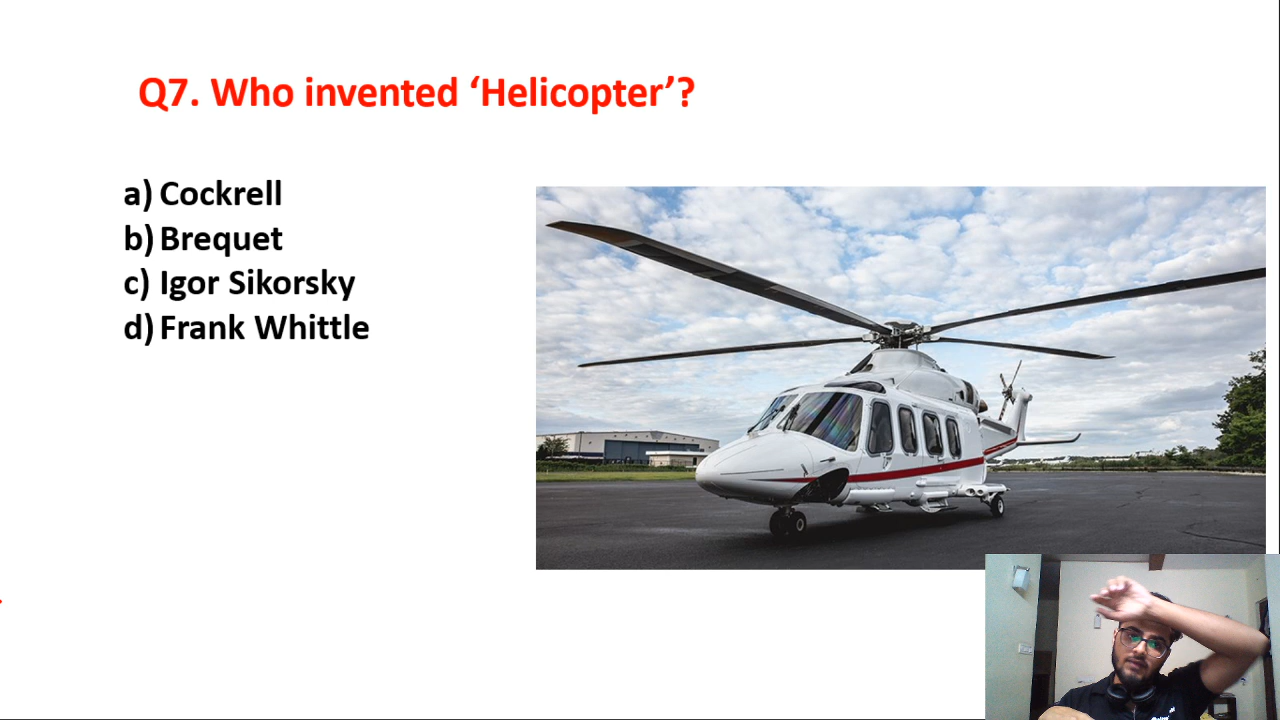 Q7. Who invented ‘Helicopter’?
a) Cockrell
b) Brequet
c) Igor Sikorsky
d) Frank Whittle